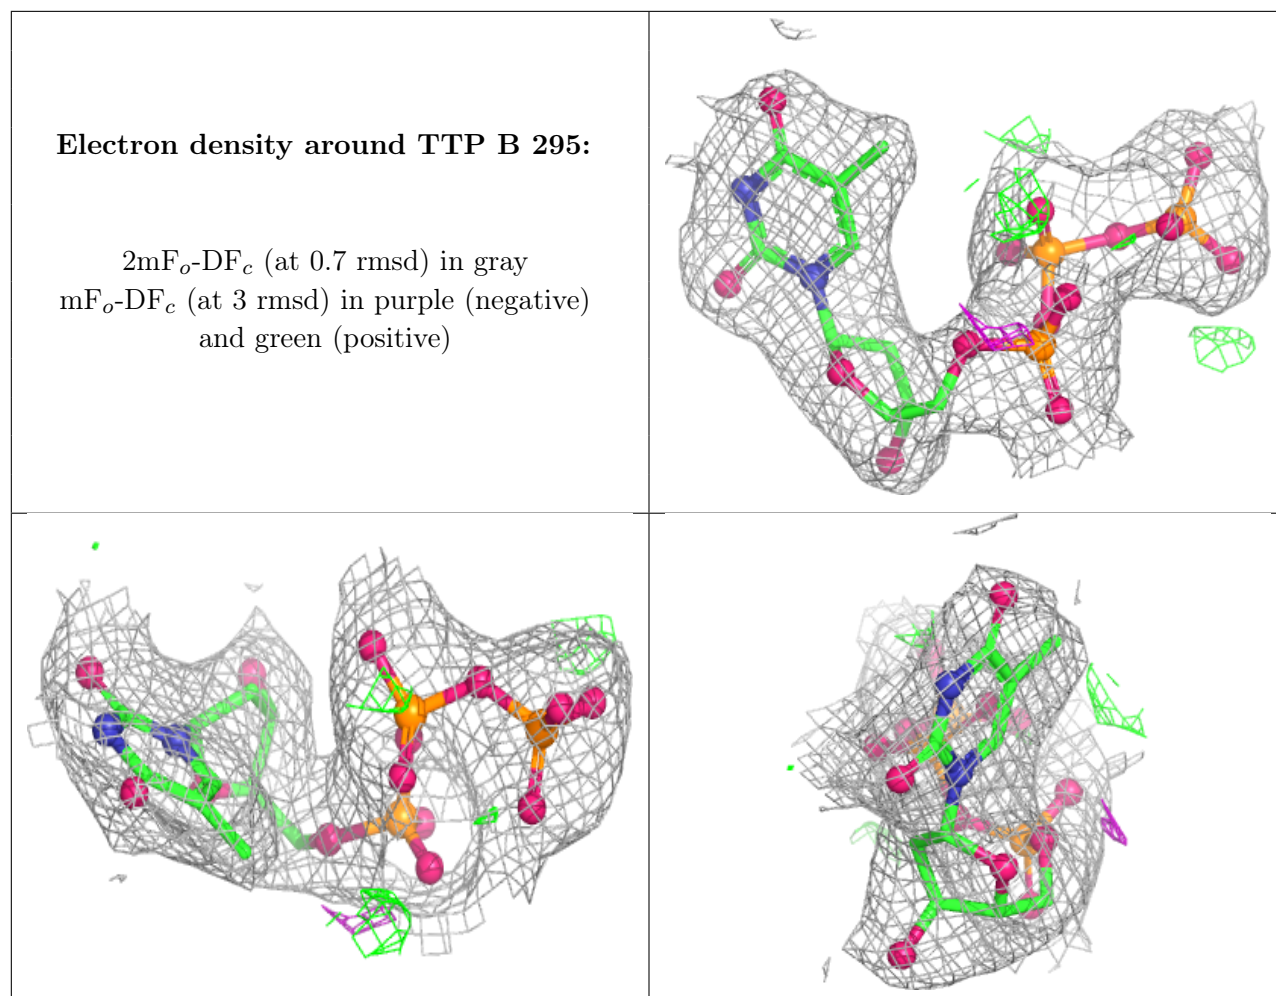 Electron density around TTP B 295:
2mFo-DFc (at 0.7 rmsd) in gray
mFo-DFc (at 3 rmsd) in purple (negative)
and green (positive)